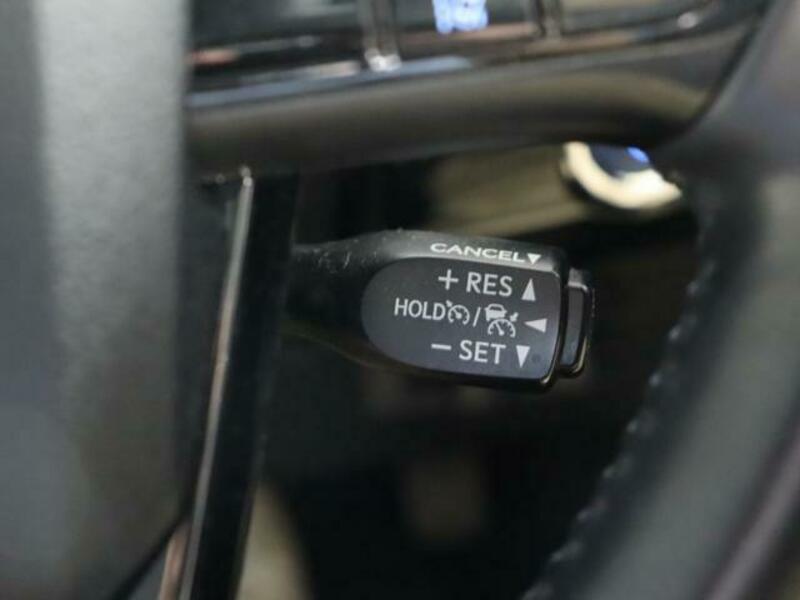 CANCEL▼
+ RES ▲
HOLD /
− SET ▼